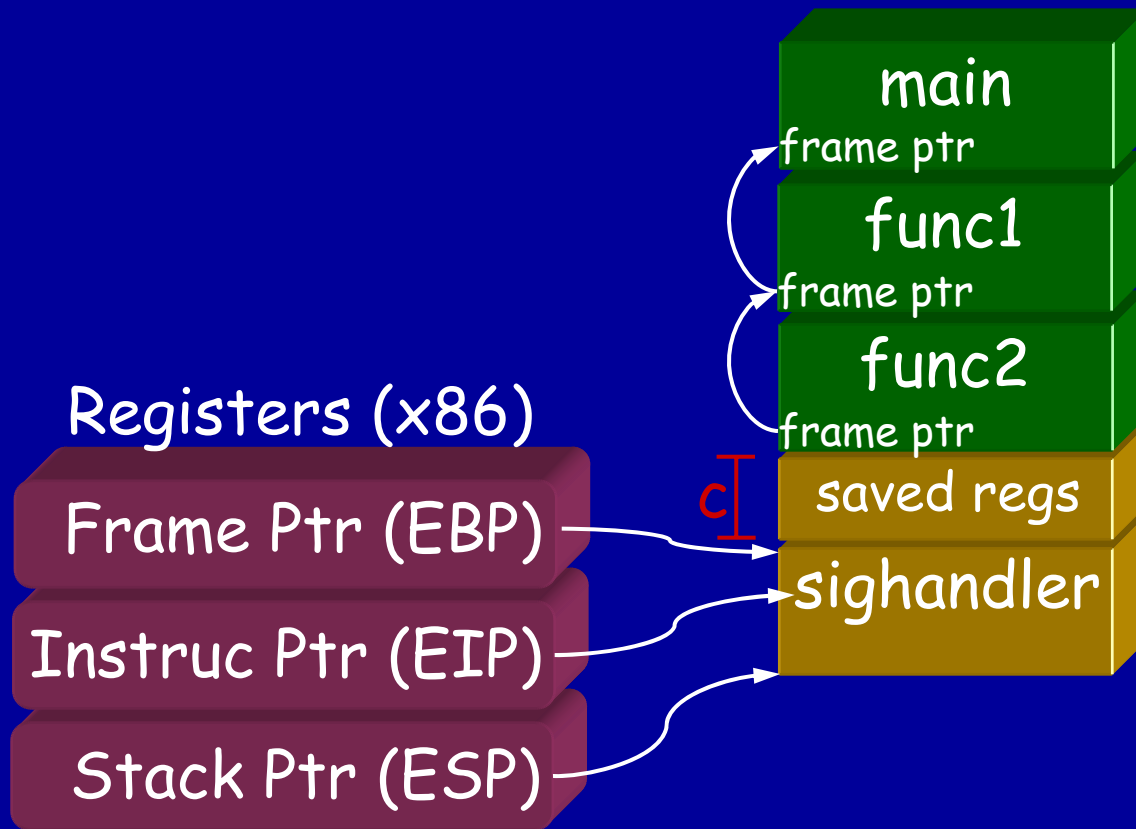 main
frame ptr
func1
frame ptr
func2
frame ptr
Registers (x86)
c
saved regs
Frame Ptr (EBP)
sighandler
Instruc Ptr (EIP)
Stack Ptr (ESP)